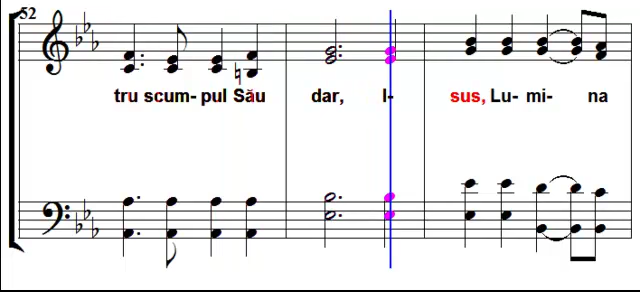 52
tru scum- pul Său dar, I- sus, Lu- mi- na